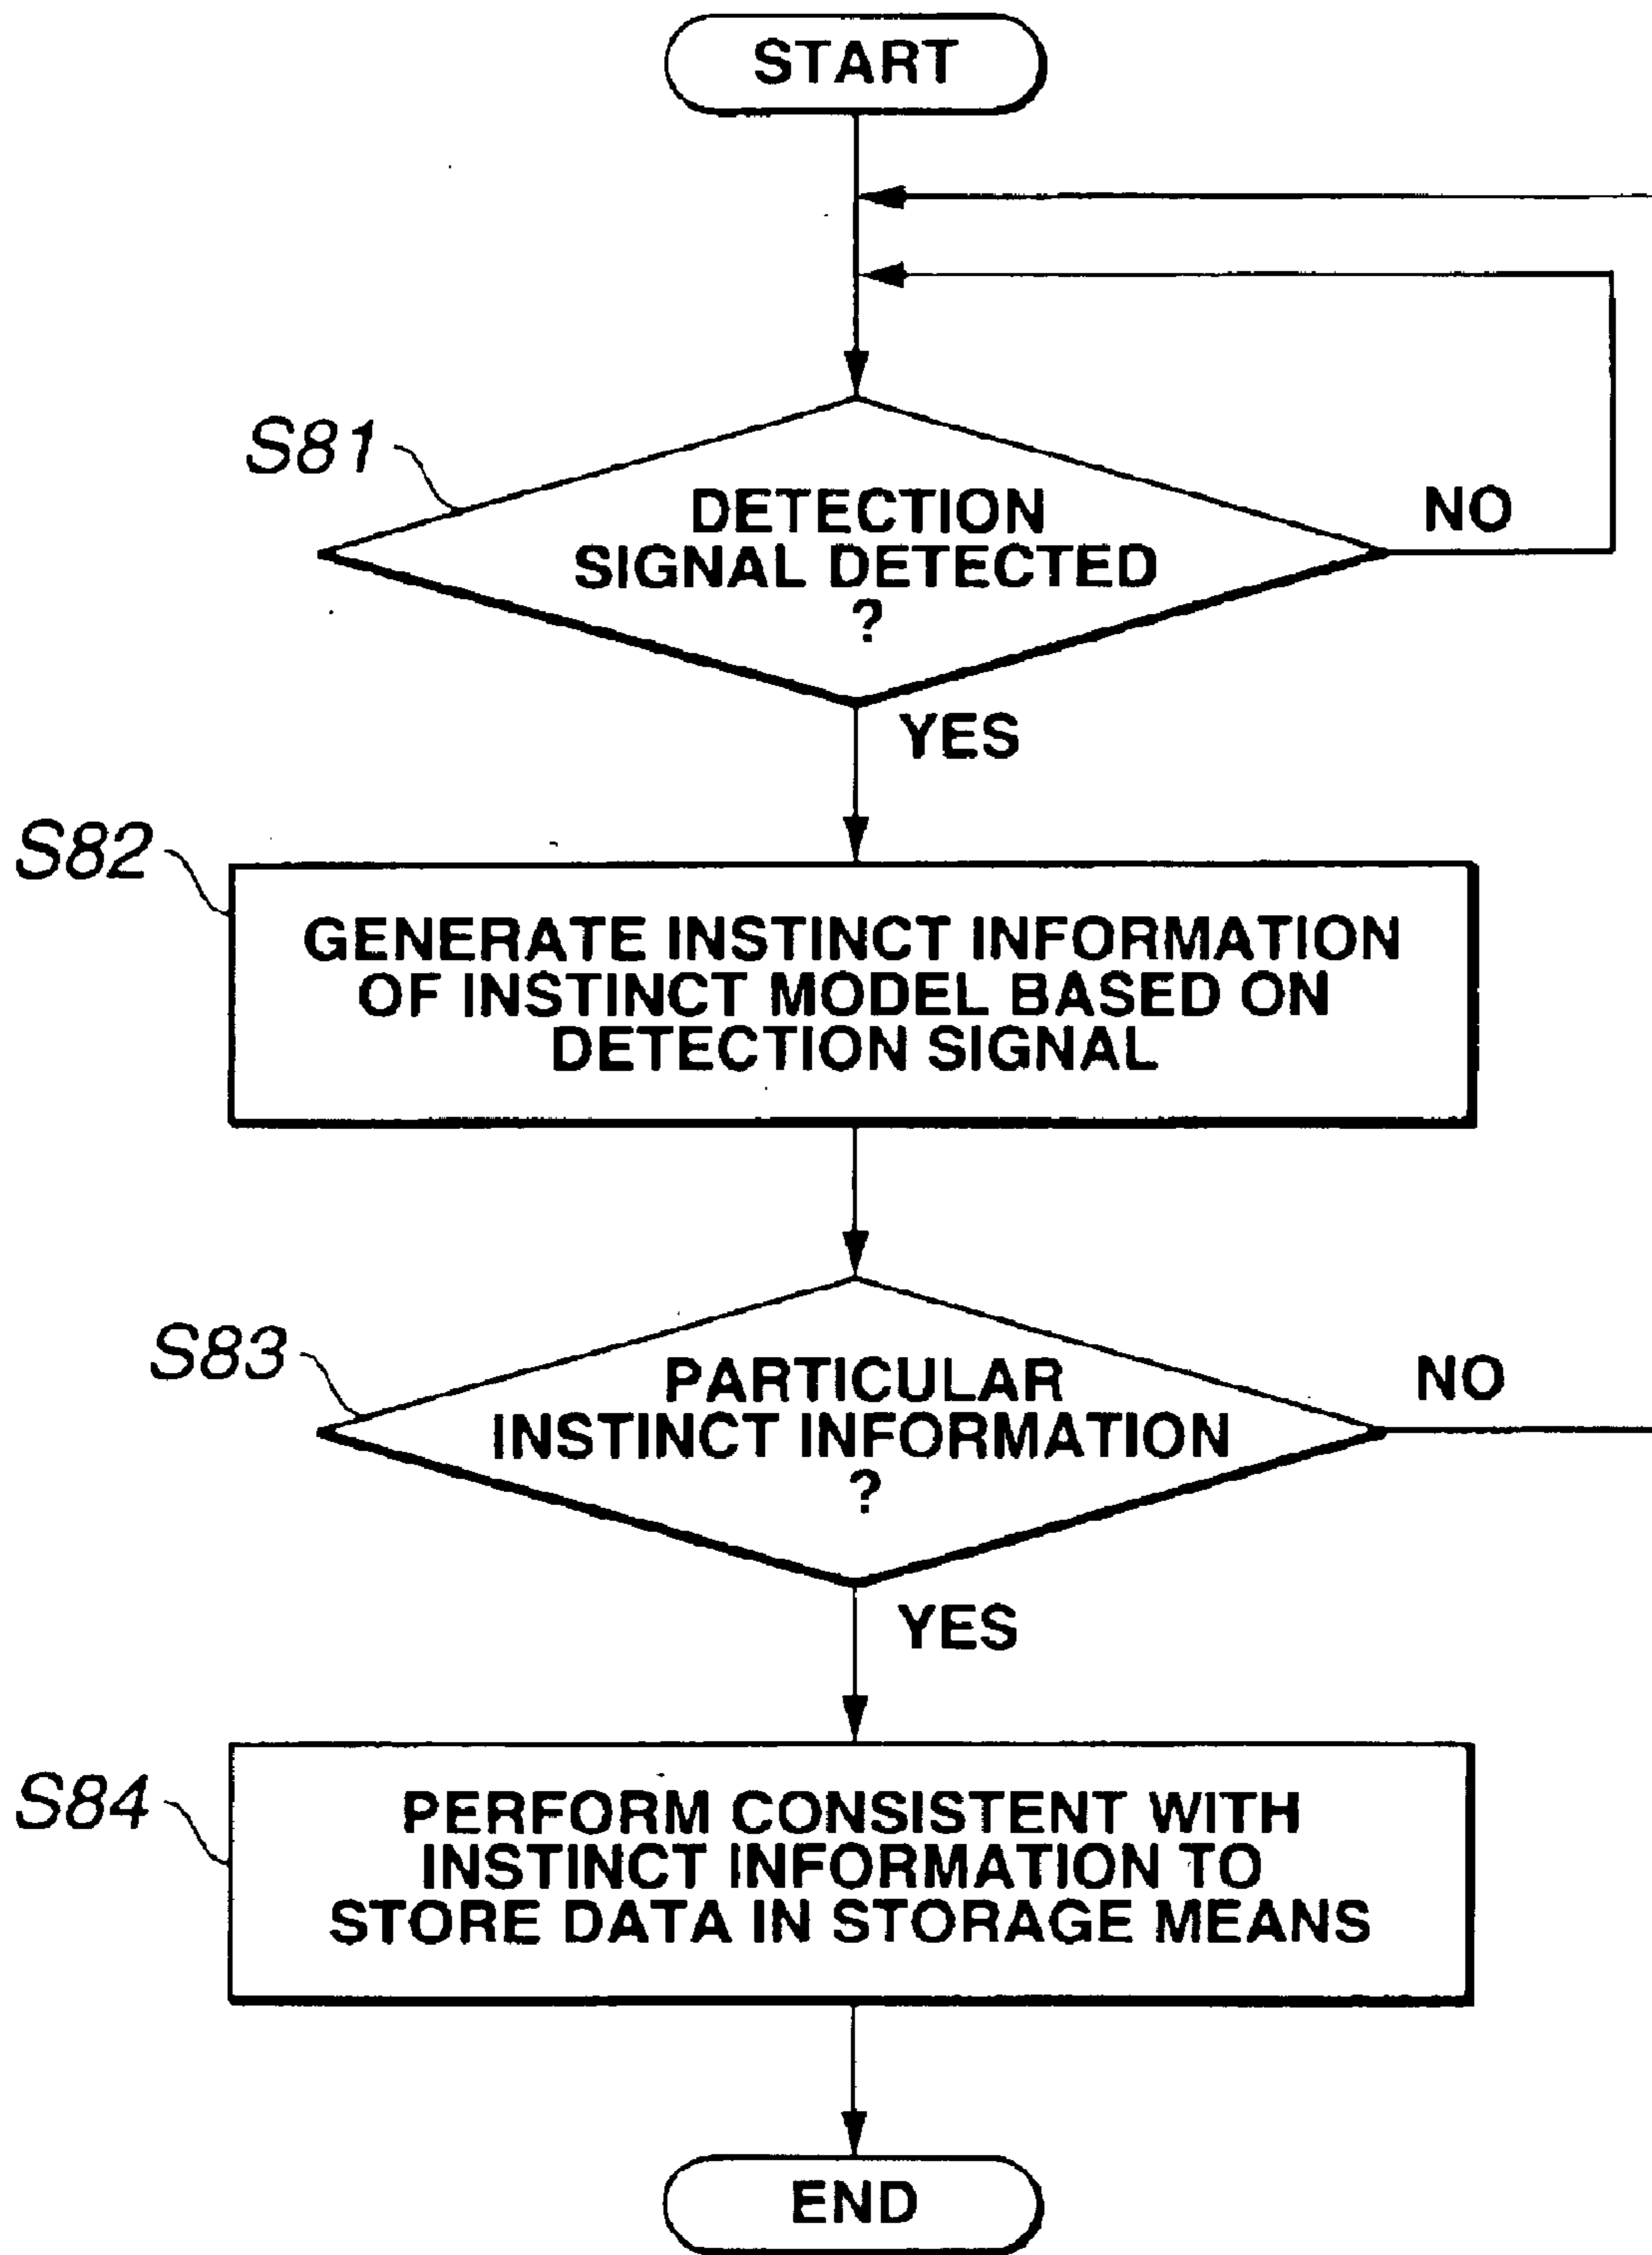 START
S81
DETECTION
SIGNAL DETECTED
?
NO
YES
S82
GENERATE INSTINCT INFORMATION
OF INSTINCT MODEL BASED ON
DETECTION SIGNAL
S83
PARTICULAR
INSTINCT INFORMATION
?
NO
YES
S84
PERFORM CONSISTENT WITH
INSTINCT INFORMATION TO
STORE DATA IN STORAGE MEANS
END